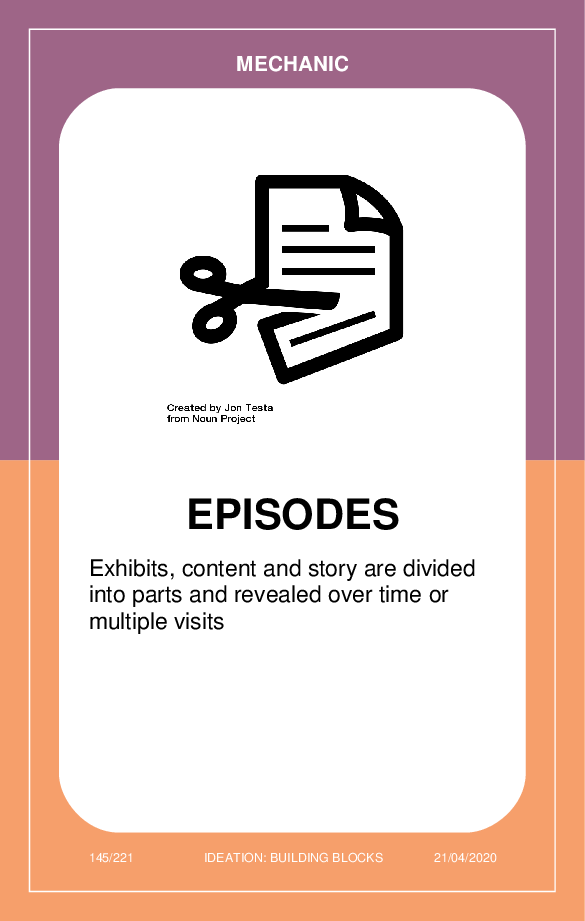 MECHANIC
Created by Jon Testa
from Noun Project
EPISODES
Exhibits, content and story are divided
into parts and revealed over time or
multiple visits
145/221 IDEATION: BUILDING BLOCKS 21/04/2020